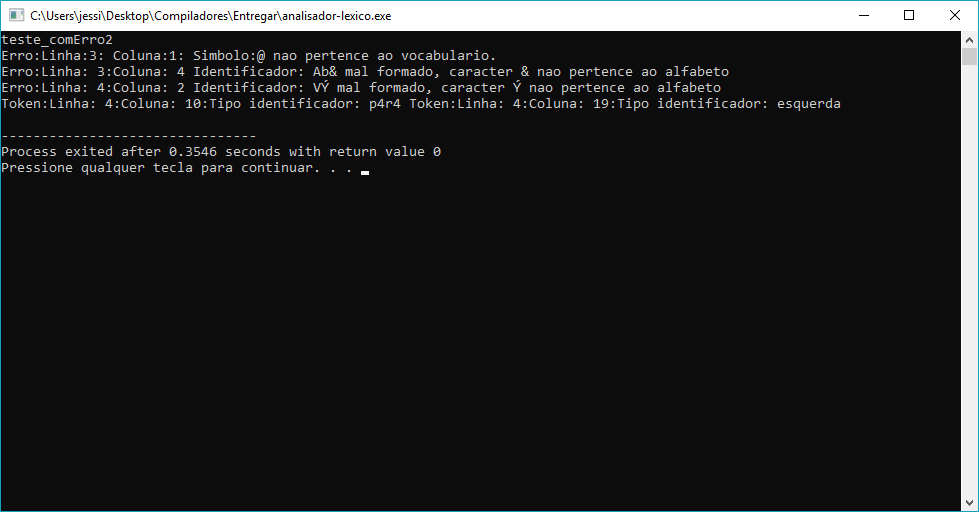 C:\Users\jessi\Desktop\Compiladores\Entregar\analisador-lexico.exe
teste_comErro2
Erro:Linha:3: Coluna:1: Simbolo:@ nao pertence ao vocabulario.
Erro:Linha: 3:Coluna: 4 Identificador: Ab& mal formado, caracter & nao pertence ao alfabeto
Erro:Linha: 4:Coluna: 2 Identificador: VÝ mal formado, caracter Ý nao pertence ao alfabeto
Token:Linha: 4:Coluna: 10:Tipo identificador: p4r4 Token:Linha: 4:Coluna: 19:Tipo identificador: esquerda
--------------------------------
Process exited after 0.3546 seconds with return value 0
Pressione qualquer tecla para continuar. . .